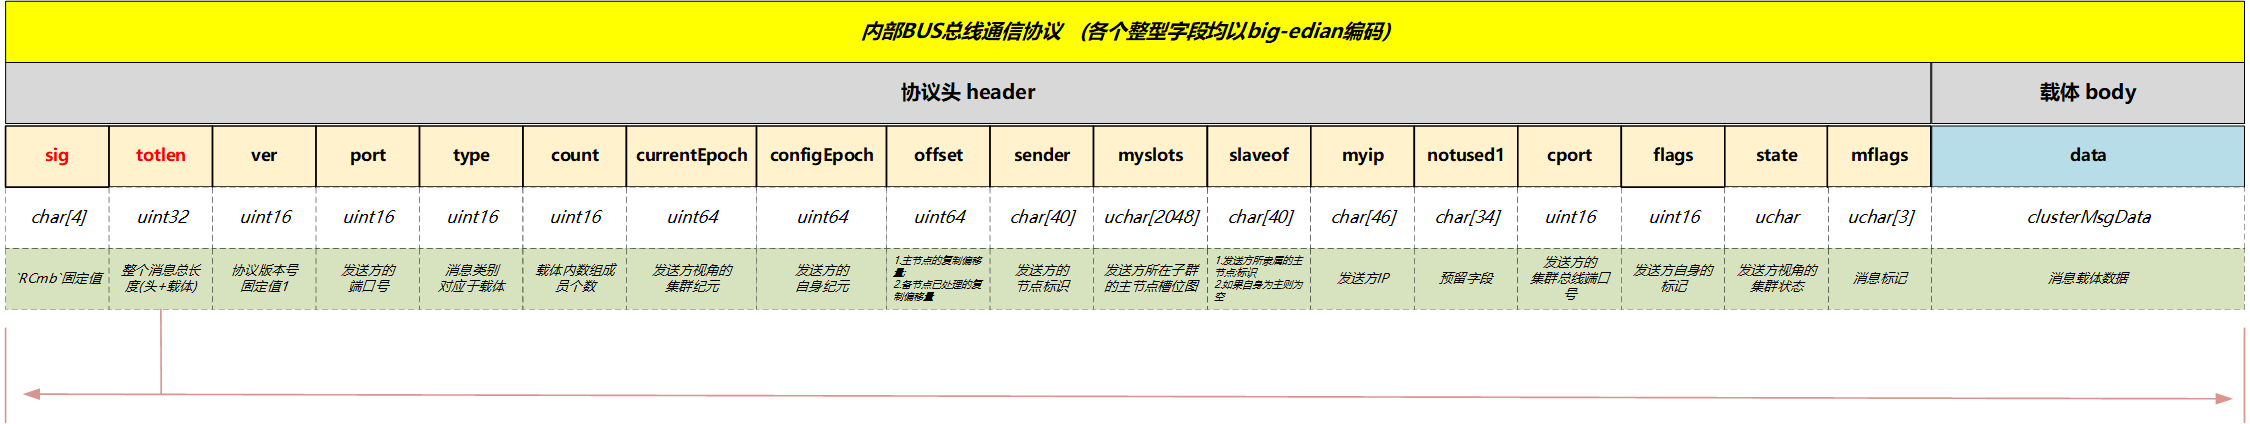 内部BUS总线通信协议 (各个整型字段均以big-edian编码)
协议头 header
载体 body
sig
totlen
ver
port
type
count
currentEpoch
configEpoch
offset
sender
myslots
slaveof
myip
notused1
cport
flags
state
mflags
data
char[4]
uint32
uint16
uint16
uint16
uint16
uint64
uint64
uint64
char[40]
uchar[2048]
char[40]
char[46]
char[34]
uint16
uint16
uchar
uchar[3]
clusterMsgData
`RCmb`固定值
整个消息总长
度(头+载体)
协议版本号
固定值1
发送方的
端口号
消息类别
对应于载体
载体内数组成
员个数
发送方视角的
集群纪元
发送方的
自身纪元
1.主节点的复制偏移
量;
2.备节点已处理的复
制偏移量
发送方的
节点标识
发送方所在子群
的主节点槽位图
1.发送方所隶属的主
节点标识
2.如果自身为主则为
空
发送方IP
预留字段
发送方的
集群总线端口
号
发送方自身的
标记
发送方视角的
集群状态
消息标记
消息载体数据